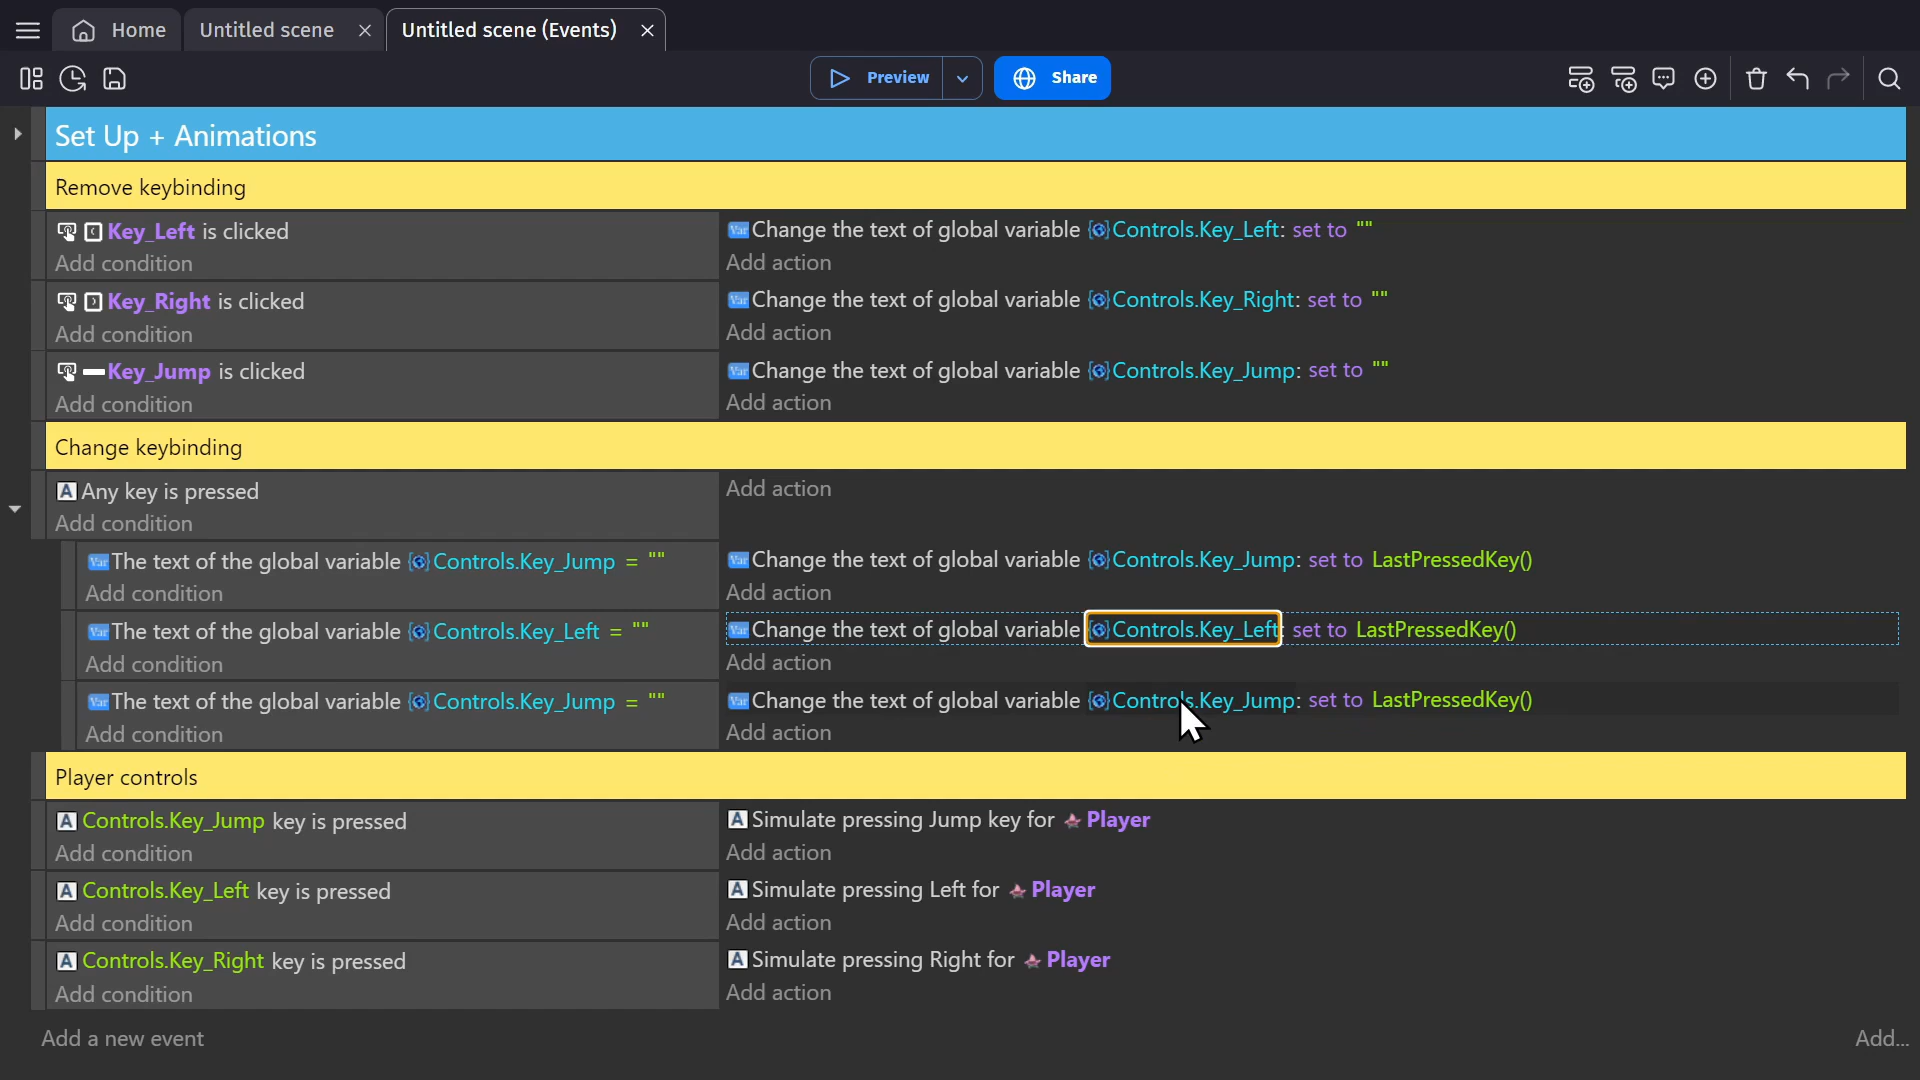 Home
Untitled scene
Untitled scene (Events)
Preview
Share
Set Up + Animations
Remove keybinding
Key_Left is clicked
Change the text of global variable Controls.Key_Left: set to ""
Add condition
Add action
Key_Right is clicked
Change the text of global variable Controls.Key_Right: set to ""
Add condition
Add action
Key_Jump is clicked
Change the text of global variable Controls.Key_Jump: set to ""
Add condition
Add action
Change keybinding
A Any key is pressed
Add action
Add condition
Var The text of the global variable Controls.Key_Jump = ""
Var Change the text of global variable Controls.Key_Jump: set to LastPressedKey()
Add condition
Add action
Var The text of the global variable Controls.Key_Left = ""
Var Change the text of global variable Controls.Key_Left: set to LastPressedKey()
Add condition
Add action
Var The text of the global variable Controls.Key_Jump = ""
Var Change the text of global variable Controls.Key_Jump: set to LastPressedKey()
Add condition
Add action
Player controls
A Controls.Key_Jump key is pressed
A Simulate pressing Jump key for Player
Add condition
Add action
A Controls.Key_Left key is pressed
A Simulate pressing Left for Player
Add condition
Add action
A Controls.Key_Right key is pressed
A Simulate pressing Right for Player
Add condition
Add action
Add a new event
Add...